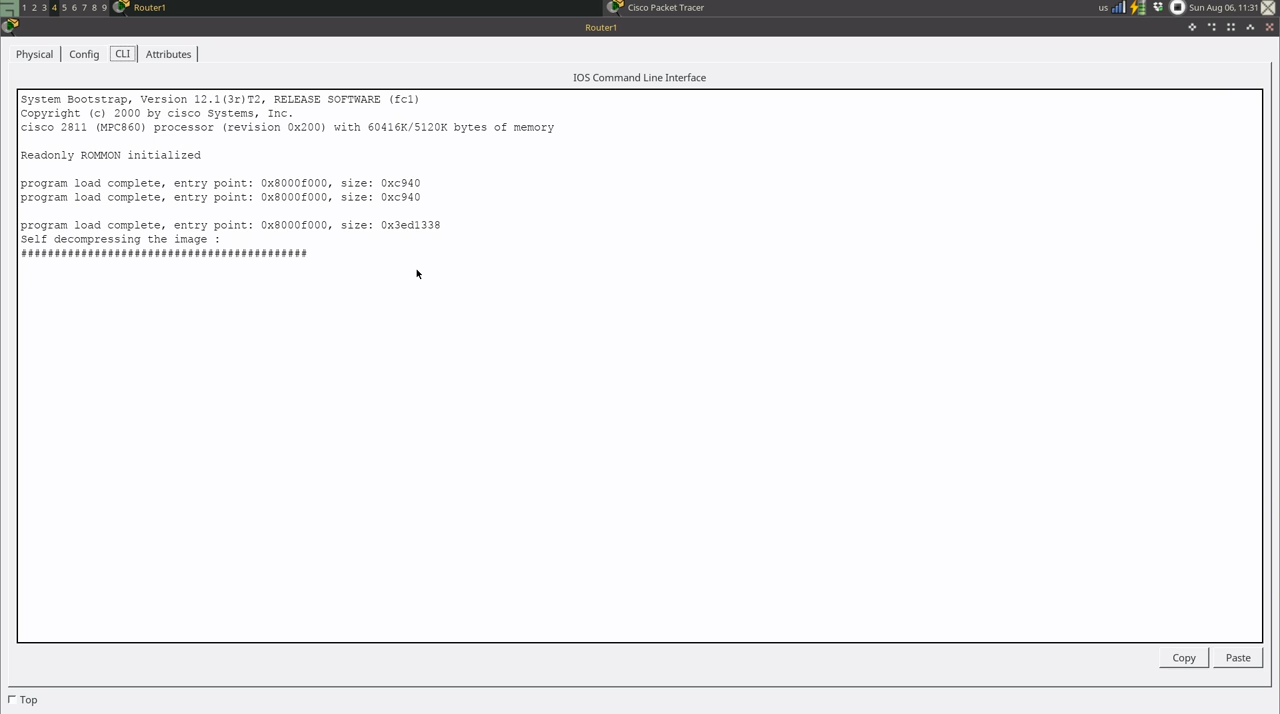 1 2 3 4 5 6 7 8 9 Router1 Cisco Packet Tracer us Sun Aug 06, 11:31
Router1
Physical Config CLI Attributes
IOS Command Line Interface
System Bootstrap, Version 12.1(3r)T2, RELEASE SOFTWARE (fc1)
Copyright (c) 2000 by cisco Systems, Inc.
cisco 2811 (MPC860) processor (revision 0x200) with 60416K/5120K bytes of memory
Readonly ROMMON initialized
program load complete, entry point: 0x8000f000, size: 0xc940
program load complete, entry point: 0x8000f000, size: 0xc940
program load complete, entry point: 0x8000f000, size: 0x3ed1338
Self decompressing the image :
###########################################
Copy Paste
Top